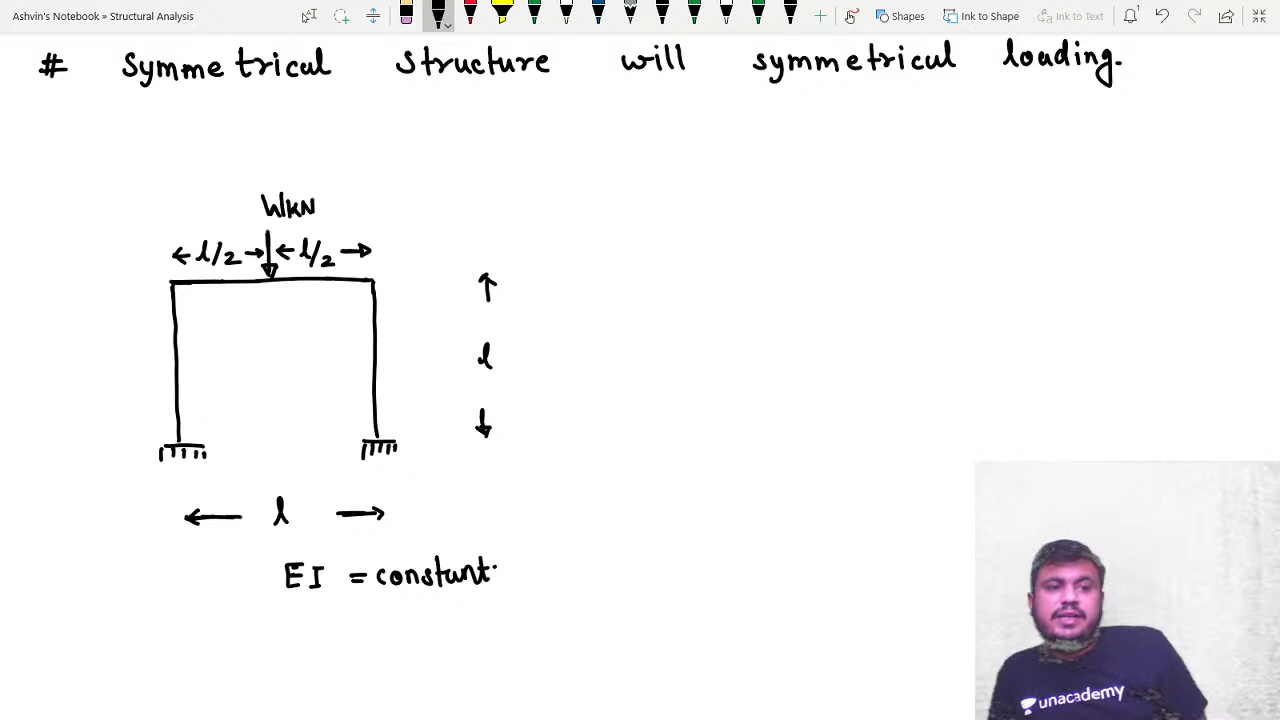 Ashvin's Notebook » Structural Analysis
Shapes
Ink to Shape
Ink to Text
# Symmetrical structure will symmetrical loading.
WKN
l/2 l/2
l
l
EI = constant.
unacademy